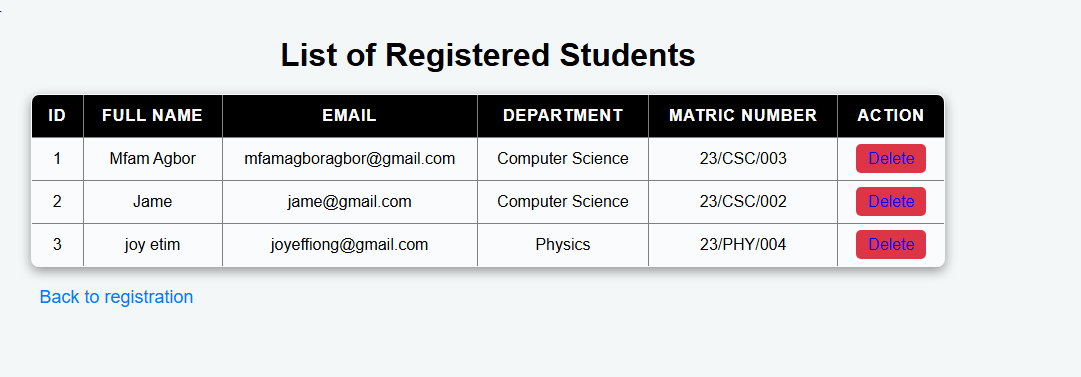 List of Registered Students
ID FULL NAME EMAIL DEPARTMENT MATRIC NUMBER ACTION
1 Mfam Agbor mfamagboragbor@gmail.com Computer Science 23/CSC/003 Delete
2 Jame jame@gmail.com Computer Science 23/CSC/002 Delete
3 joy etim joyeffiong@gmail.com Physics 23/PHY/004 Delete
Back to registration